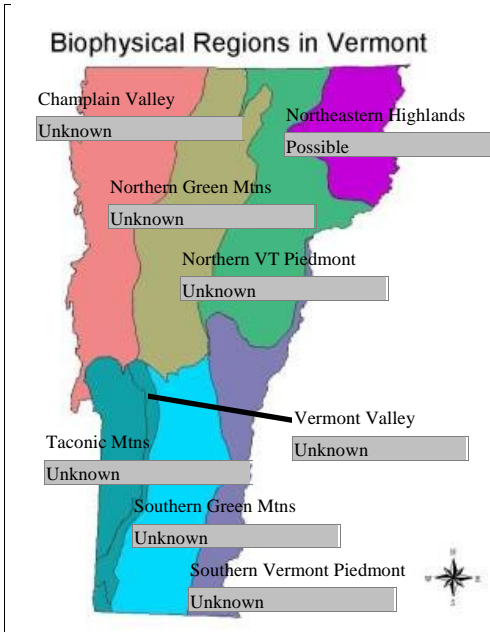 Biophysical Regions in Vermont
Champlain Valley
Unknown
Northeastern Highlands
Possible
Northern Green Mtns
Unknown
Northern VT Piedmont
Unknown
Vermont Valley
Unknown
Taconic Mtns
Unknown
Southern Green Mtns
Unknown
Southern Vermont Piedmont
Unknown
N
W E
S